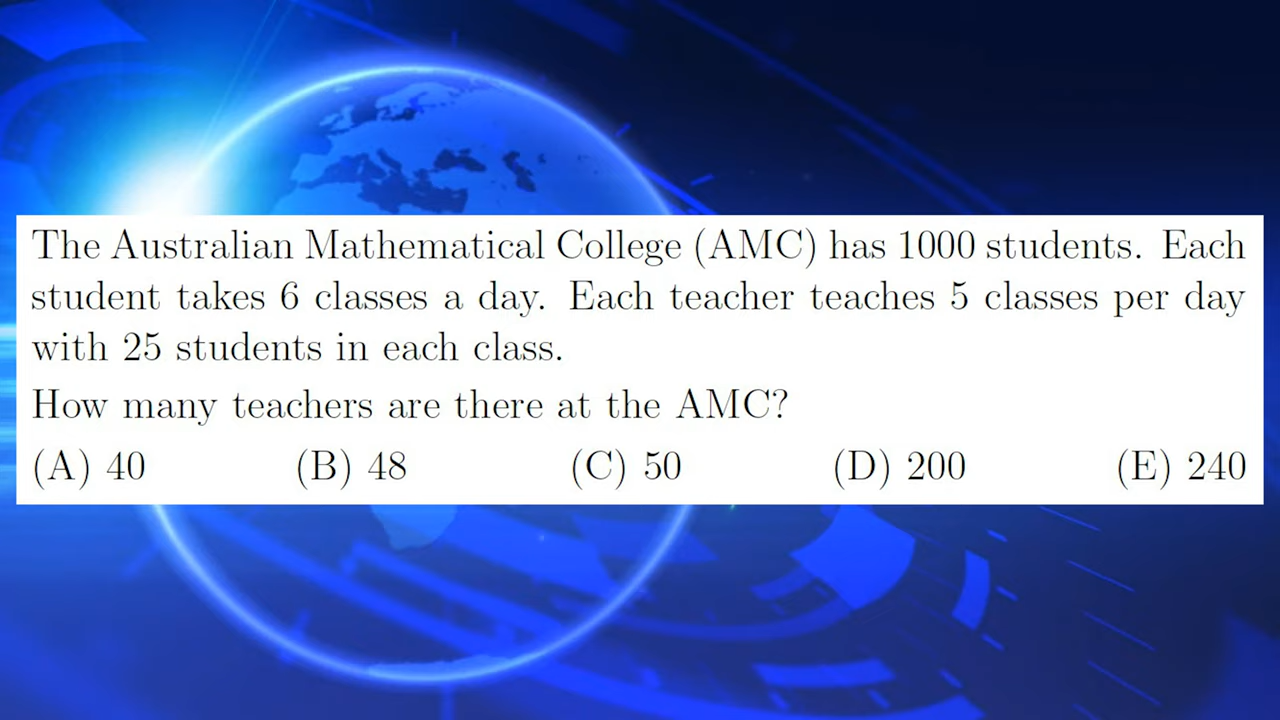 The Australian Mathematical College (AMC) has 1000 students. Each
student takes 6 classes a day. Each teacher teaches 5 classes per day
with 25 students in each class.
How many teachers are there at the AMC?
(A) 40 (B) 48 (C) 50 (D) 200 (E) 240